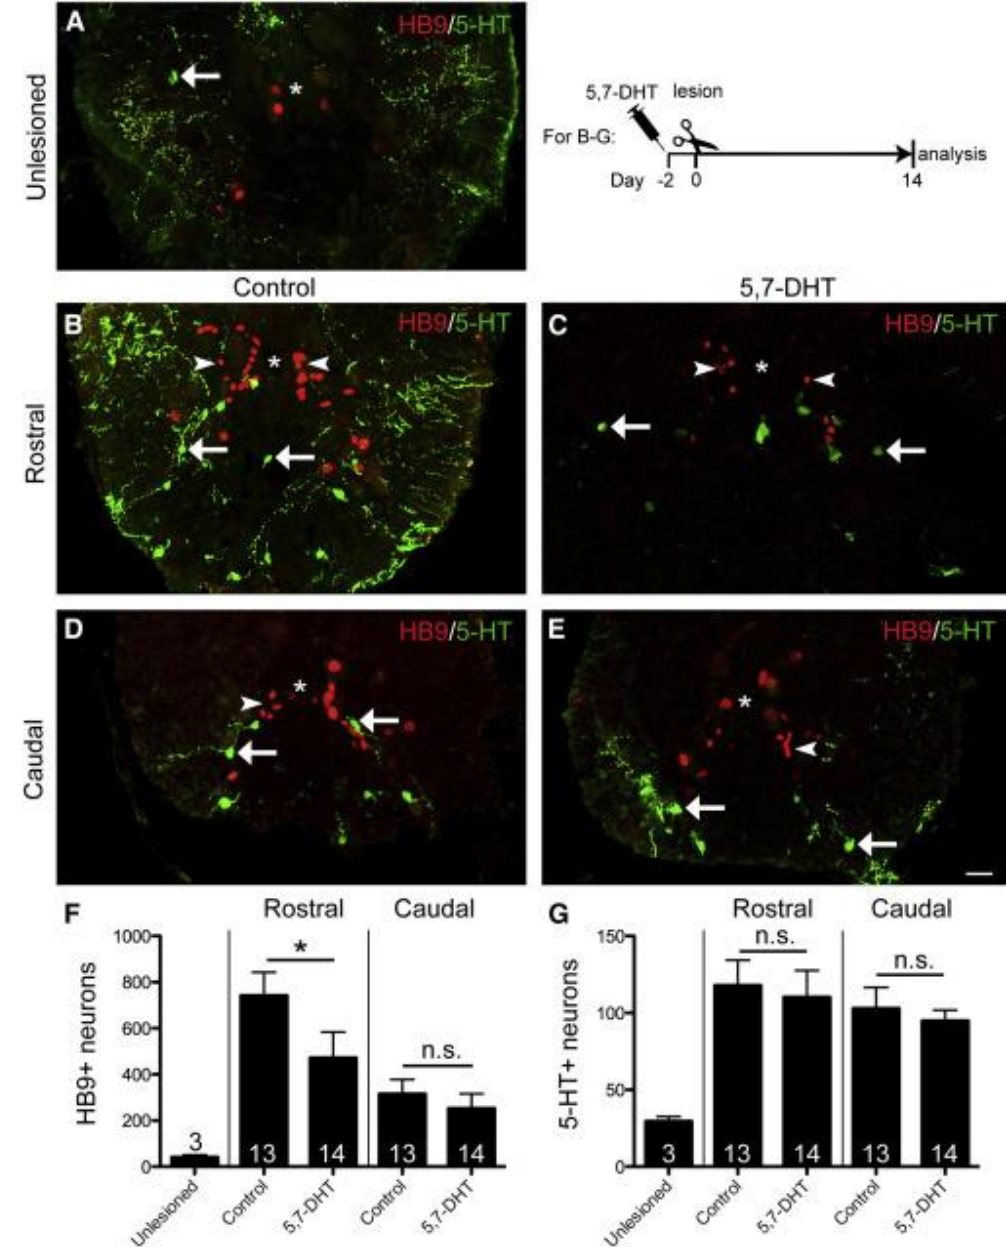 A
HB9/5-HT
Unlesioned
*
5,7-DHT lesion
For B-G:
analysis
Day -2 0 14
Control
5,7-DHT
B
HB9/5-HT
*
C
HB9/5-HT
*
Rostral
D
HB9/5-HT
*
E
HB9/5-HT
*
Caudal
F
Rostral Caudal
HB9+ neurons
1000
800
600
400
200
0
*
n.s.
3 13 14 13 14
Unlesioned Control 5,7-DHT Control 5,7-DHT
G
Rostral Caudal
5-HT+ neurons
150
100
50
0
n.s.
n.s.
3 13 14 13 14
Unlesioned Control 5,7-DHT Control 5,7-DHT